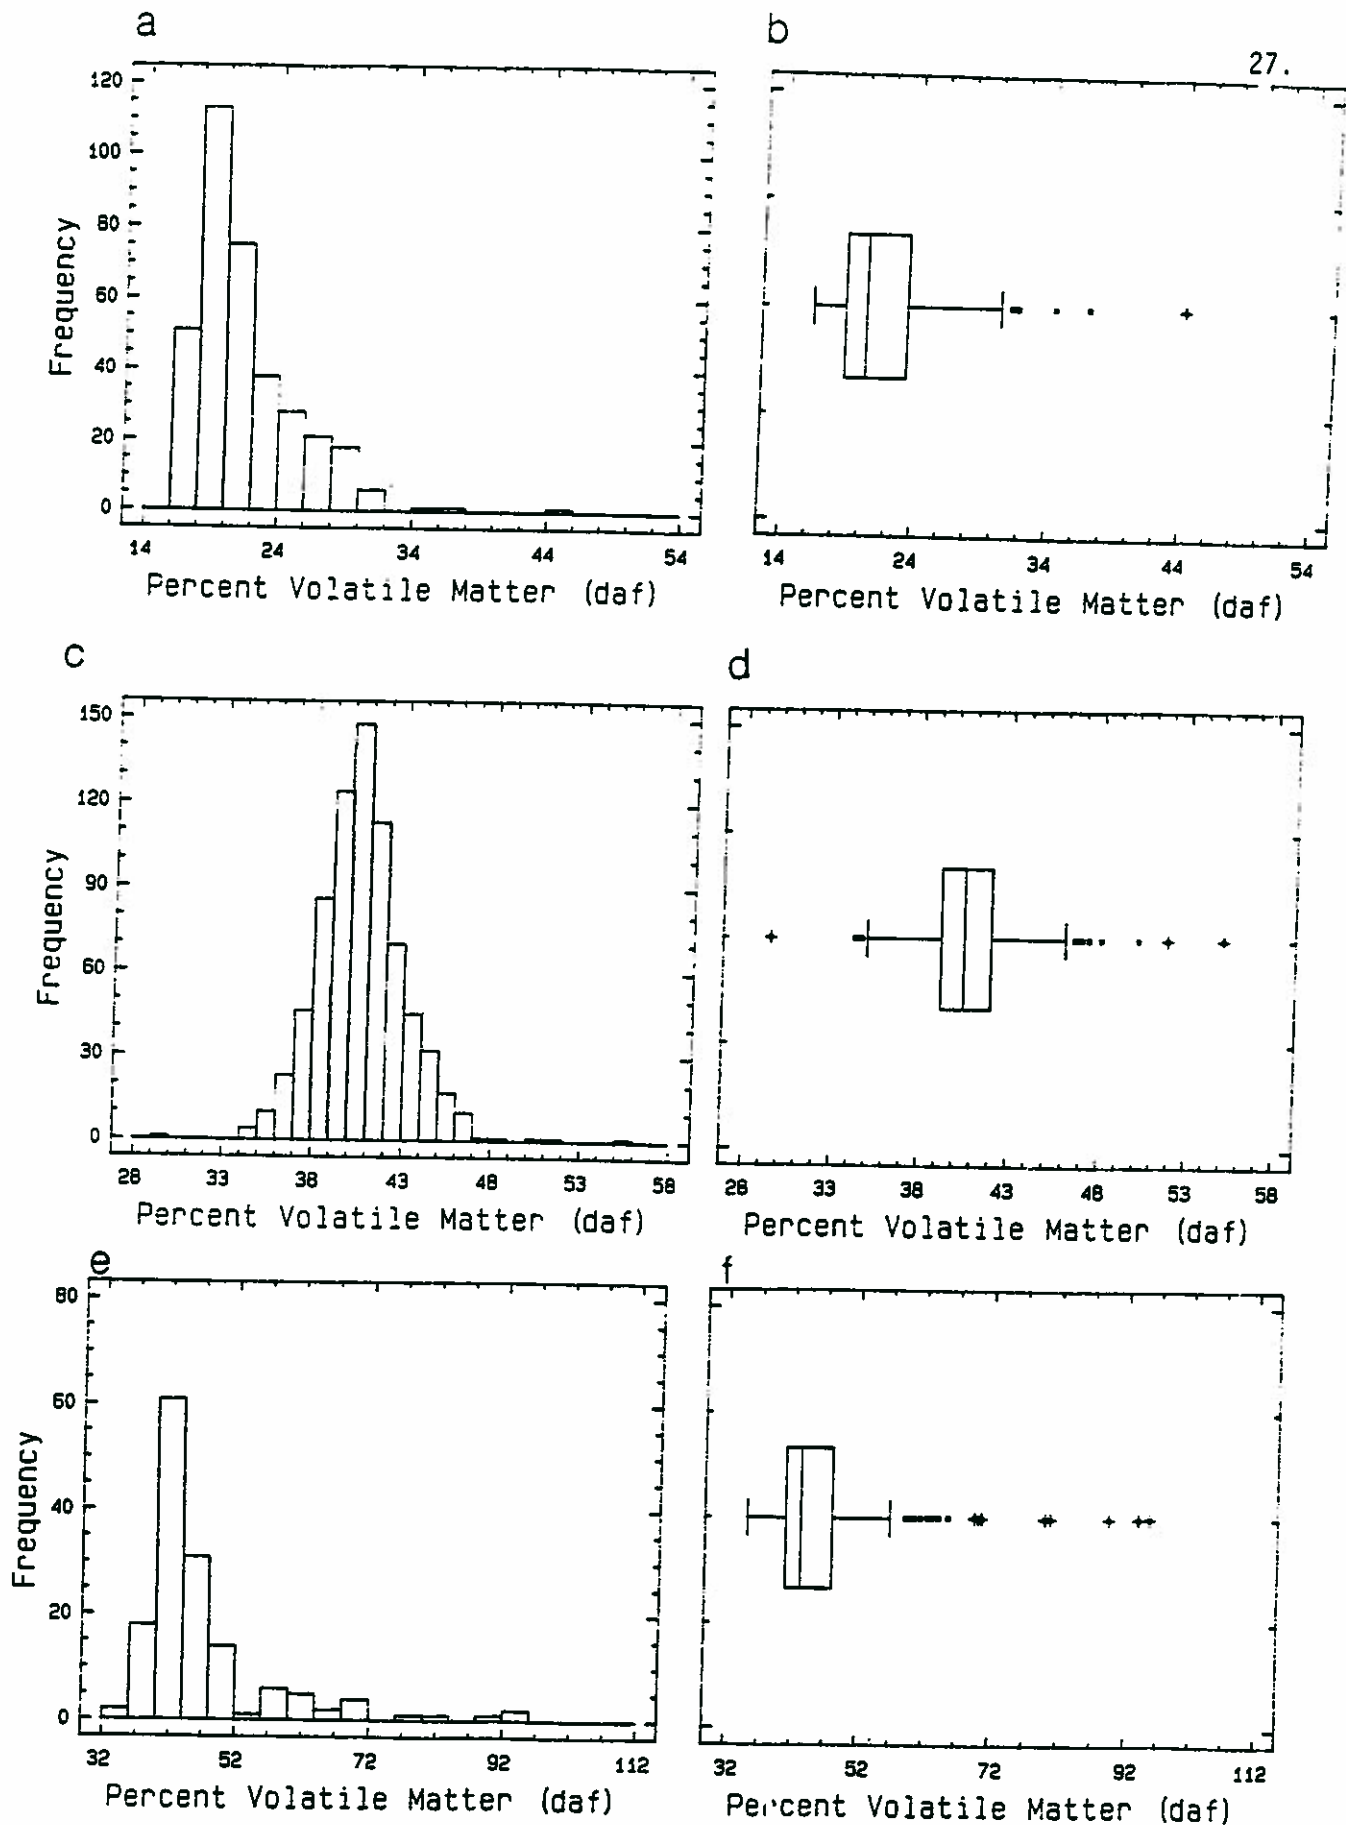 a
b
27.
120
100
80
60
40
20
0
Frequency
14 24 34 44 54
Percent Volatile Matter (daf)
14 24 34 44 54
Percent Volatile Matter (daf)
c
d
150
120
90
60
30
0
Frequency
28 33 38 43 48 53 58
Percent Volatile Matter (daf)
28 33 38 43 48 53 58
Percent Volatile Matter (daf)
e
f
80
60
40
20
0
Frequency
32 52 72 92 112
Percent Volatile Matter (daf)
32 52 72 92 112
Percent Volatile Matter (daf)